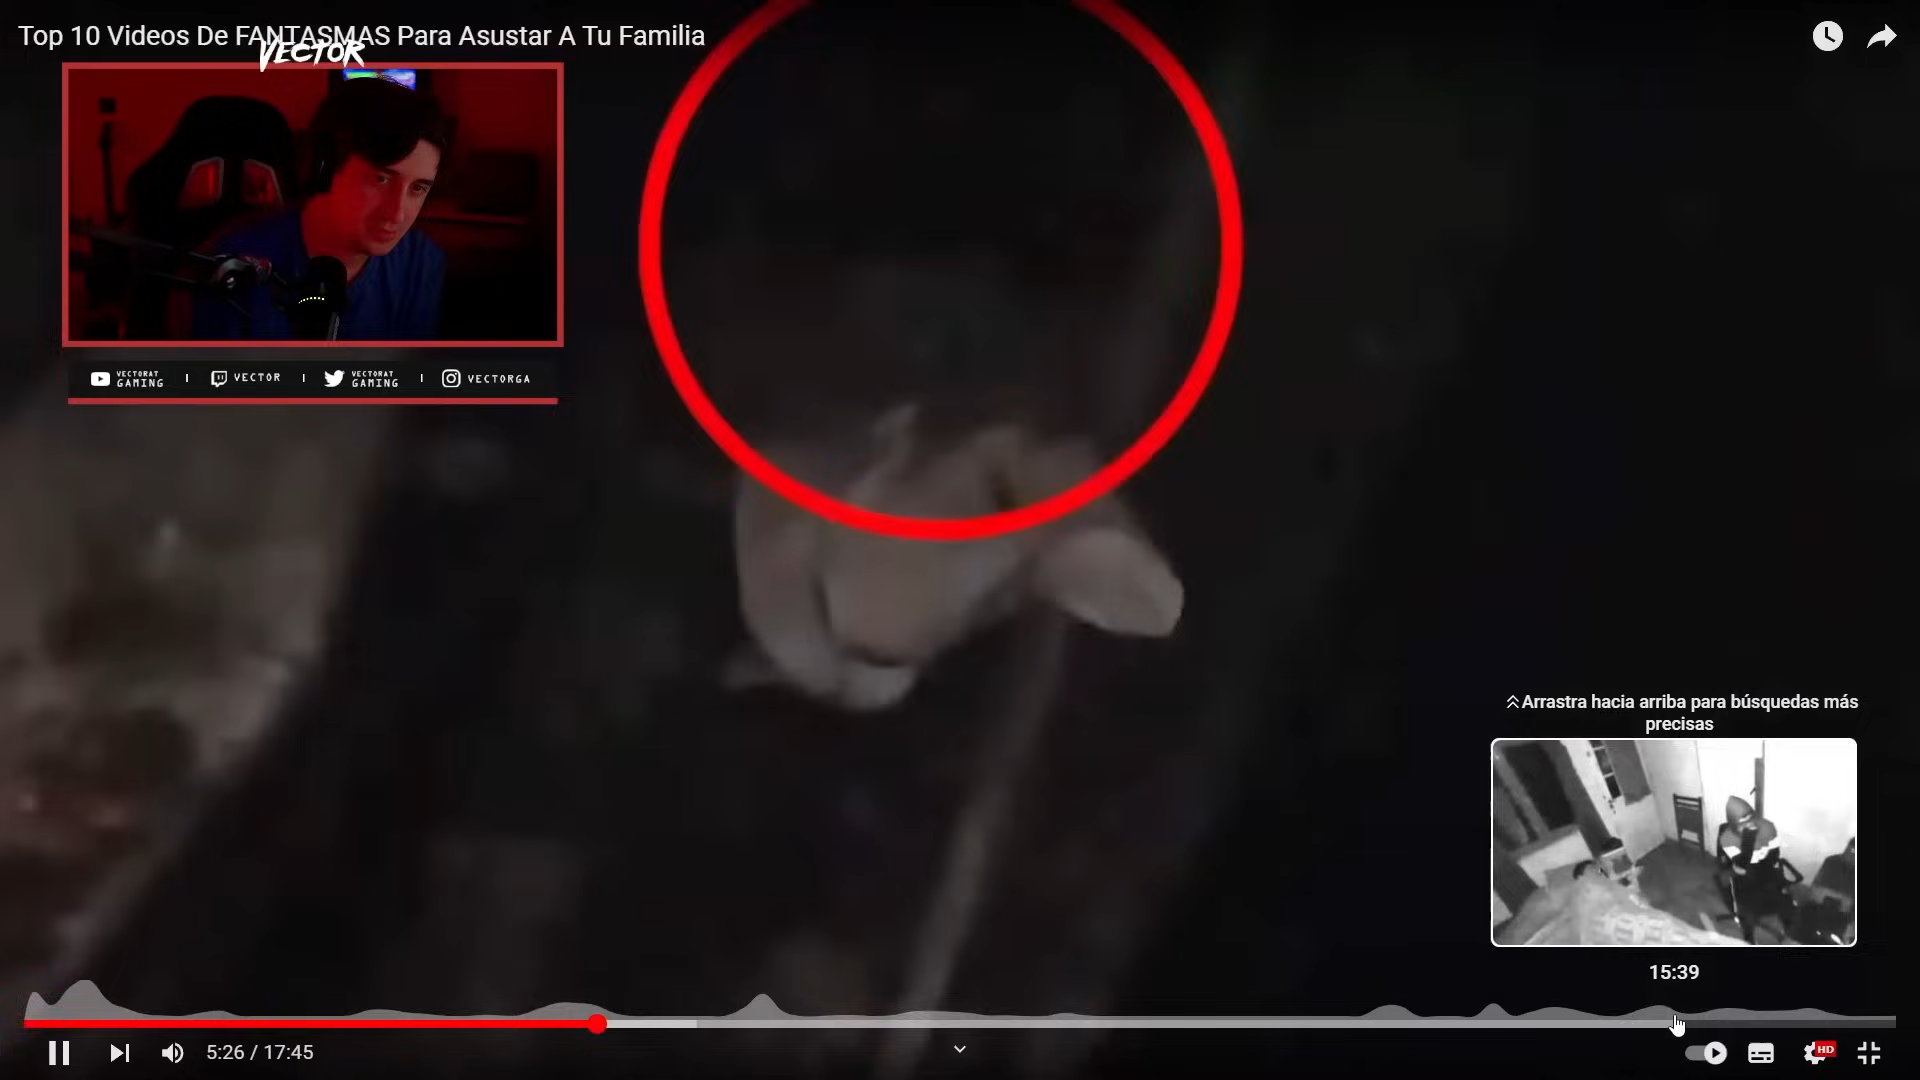 Top 10 Videos De FANTASMAS Para Asustar A Tu Familia
VECTOR
VECTORAT GAMING
VECTOR
VECTORAT GAMING
VECTORGA
Arrastra hacia arriba para búsquedas más
precisas
15:39
5:26 / 17:45
HD